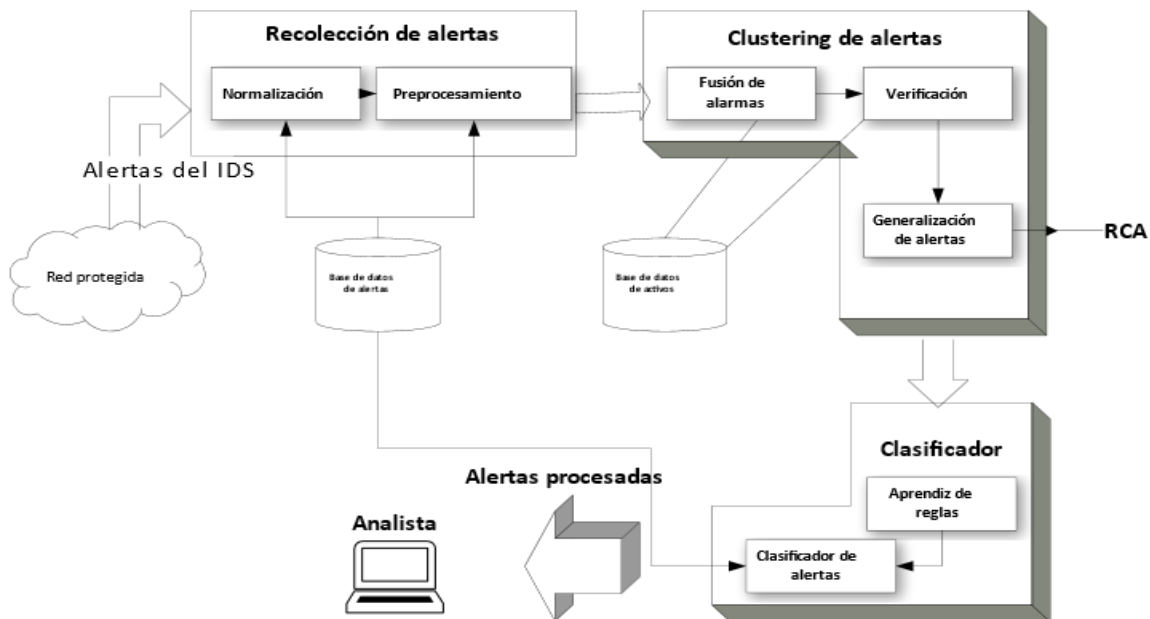 Recolección de alertas
Normalización
Preprocesamiento
Clustering de alertas
Fusión de
alarmas
Verificación
Generalización
de alertas
RCA
Alertas del IDS
Red protegida
Base de datos
de alertas
Base de datos
de activos
Clasificador
Aprendiz de
reglas
Clasificador de
alertas
Alertas procesadas
Analista